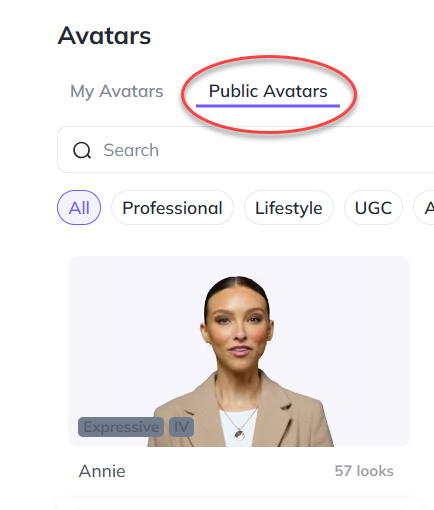 Avatars
My Avatars Public Avatars
Search
All Professional Lifestyle UGC A
Expressive IV
Annie 57 looks